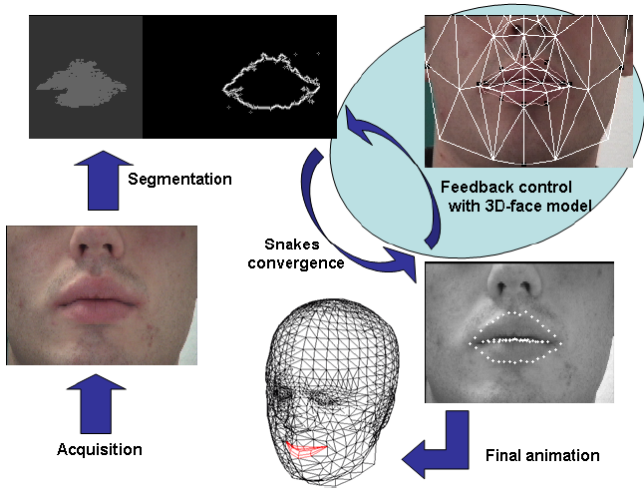 Segmentation
Feedback control
with 3D-face model
Snakes
convergence
Acquisition
Final animation